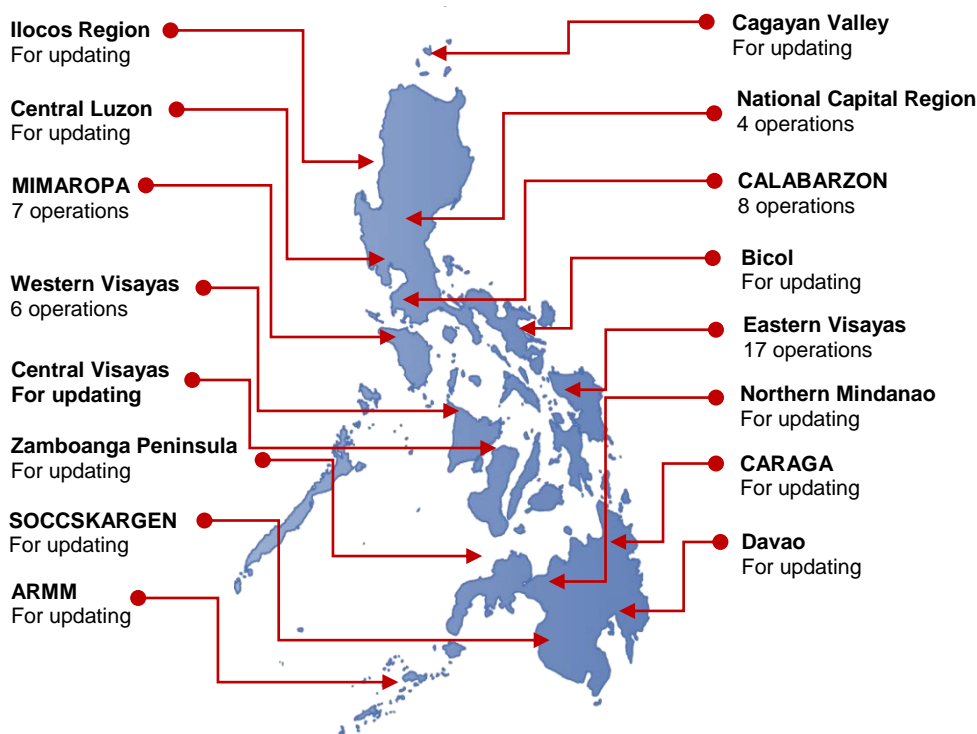 Ilocos Region
For updating
Central Luzon
For updating
MIMAROPA
7 operations
Western Visayas
6 operations
Central Visayas
For updating
Zamboanga Peninsula
For updating
SOCCSKARGEN
For updating
ARMM
For updating
Cagayan Valley
For updating
National Capital Region
4 operations
CALABARZON
8 operations
Bicol
For updating
Eastern Visayas
17 operations
Northern Mindanao
For updating
CARAGA
For updating
Davao
For updating